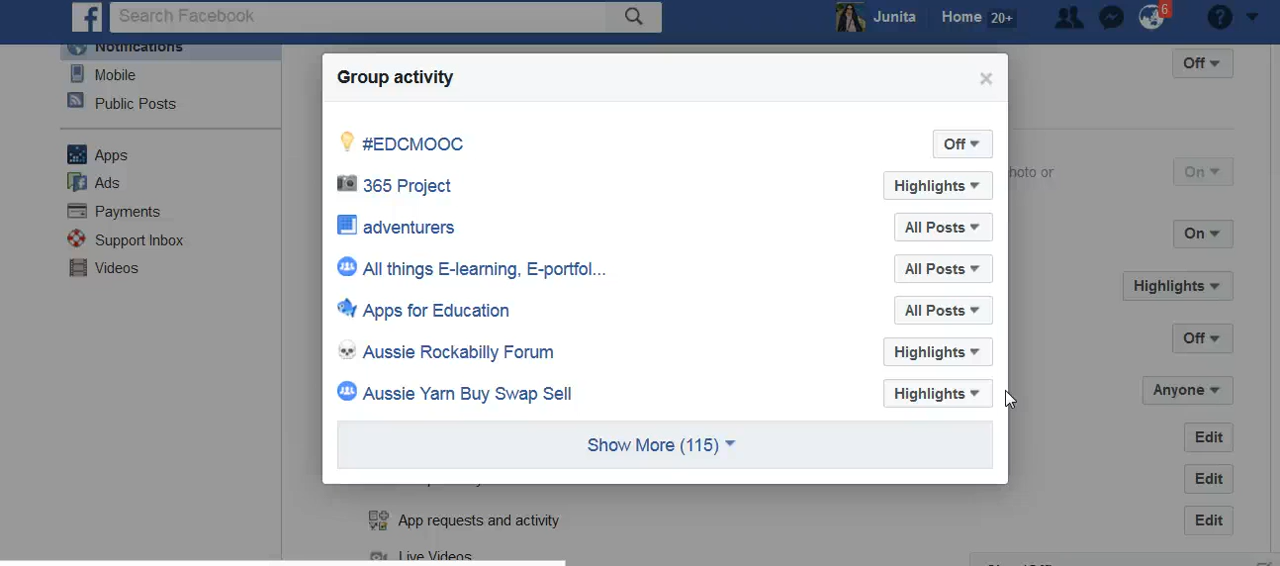 Search Facebook
Junita
Home 20+
6
?
Notifications
Mobile
Public Posts
Apps
Ads
Payments
Support Inbox
Videos
Group activity
×
#EDCMOOC
Off
365 Project
Highlights
adventurers
All Posts
All things E-learning, E-portfol...
All Posts
Apps for Education
All Posts
Aussie Rockabilly Forum
Highlights
Aussie Yarn Buy Swap Sell
Highlights
Show More (115)
Off
hoto or
On
On
Highlights
Off
Anyone
Edit
Edit
App requests and activity
Edit
Live Videos